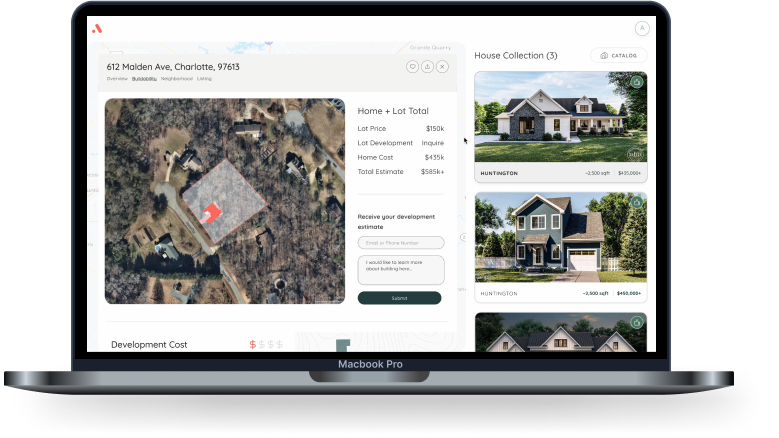 A
Granite Quarry
612 Malden Ave, Charlotte, 97613
Overview Buildability Neighborhood Listing
Home + Lot Total
Lot Price $150k
Lot Development Inquire
Home Cost $435k
Total Estimate $585k+
Receive your development
estimate
Email or Phone Number
I would like to learn more
about building here..
Submit
Development Cost $ $ $ $
House Collection (3)
CATALOG
HUNTINGTON ~2,500 sqft $435,000+
HUNTINGTON ~2,500 sqft $450,000+
Macbook Pro